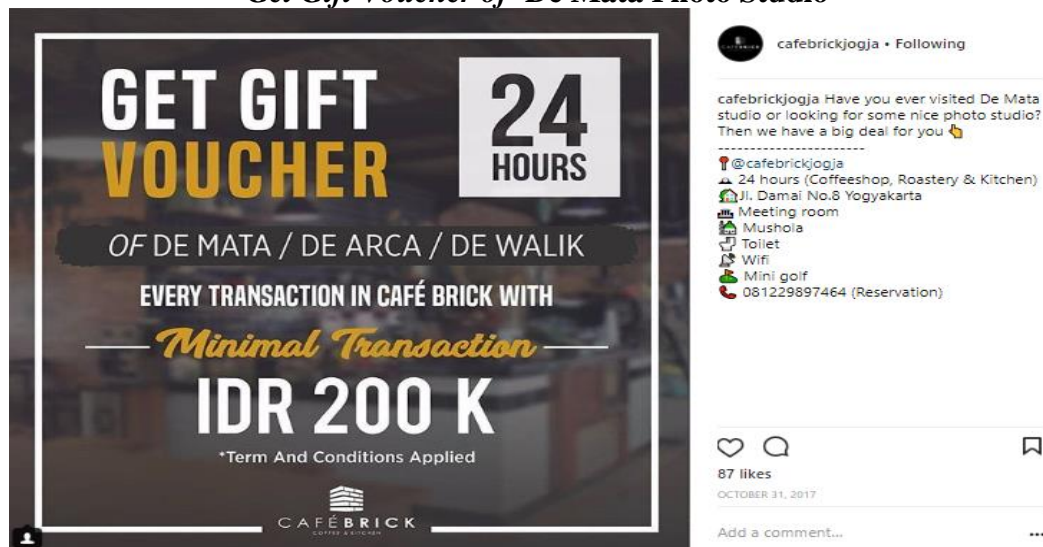 Get Gift Voucher of De Mata Photo Studio
GET GIFT
VOUCHER
24
HOURS
OF DE MATA / DE ARCA / DE WALIK
EVERY TRANSACTION IN CAFÉ BRICK WITH
Minimal Transaction
IDR 200 K
*Term And Conditions Applied
CAFÉBRICK
COFFEE & KITCHEN
cafebrickjogja • Following
cafebrickjogja Have you ever visited De Mata
studio or looking for some nice photo studio?
Then we have a big deal for you 👆
----------------------
📍@cafebrickjogja
24 hours (Coffeeshop, Roastery & Kitchen)
🏠Jl. Damai No.8 Yogyakarta
Meeting room
Mushola
Toilet
Wifi
⛳ Mini golf
📞 081229897464 (Reservation)
87 likes
OCTOBER 31, 2017
Add a comment...